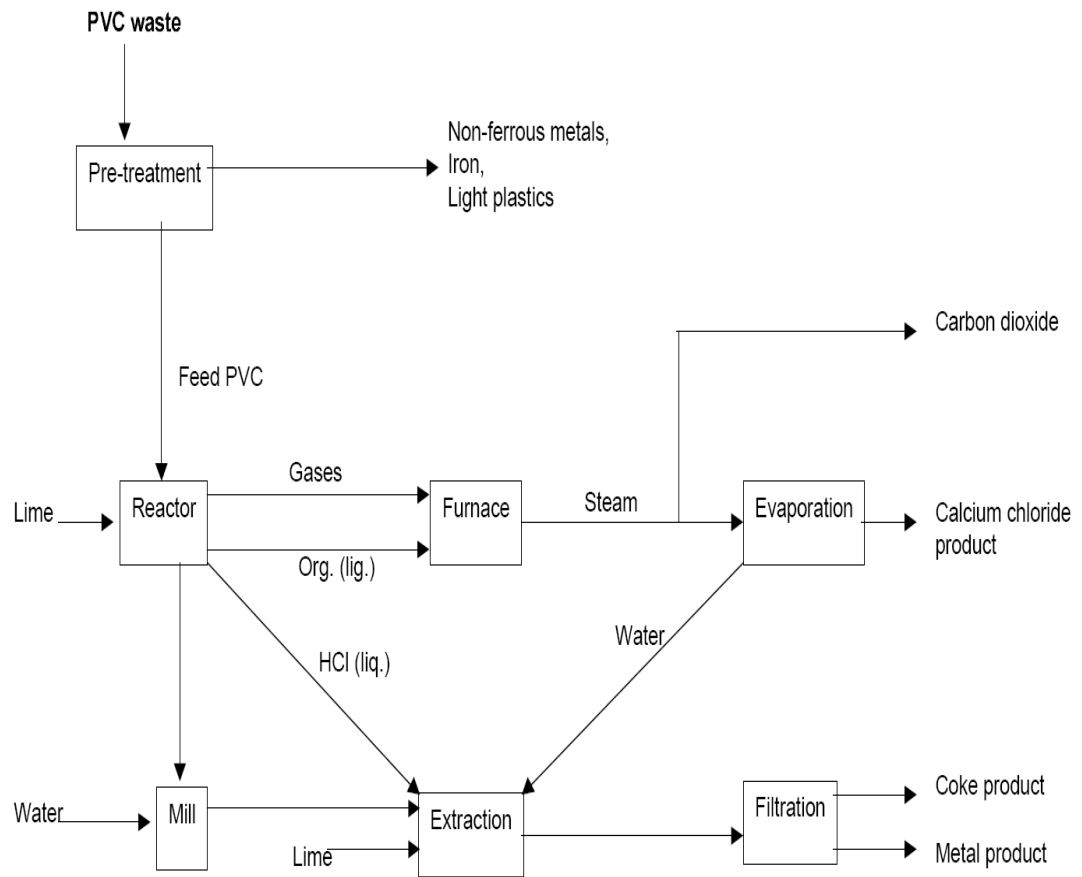 PVC waste
Pre-treatment
Non-ferrous metals,
Iron,
Light plastics
Carbon dioxide
Feed PVC
Lime
Reactor
Gases
Furnace
Steam
Evaporation
Calcium chloride
product
Org. (lig.)
HCl (liq.)
Water
Water
Mill
Lime
Extraction
Filtration
Coke product
Metal product